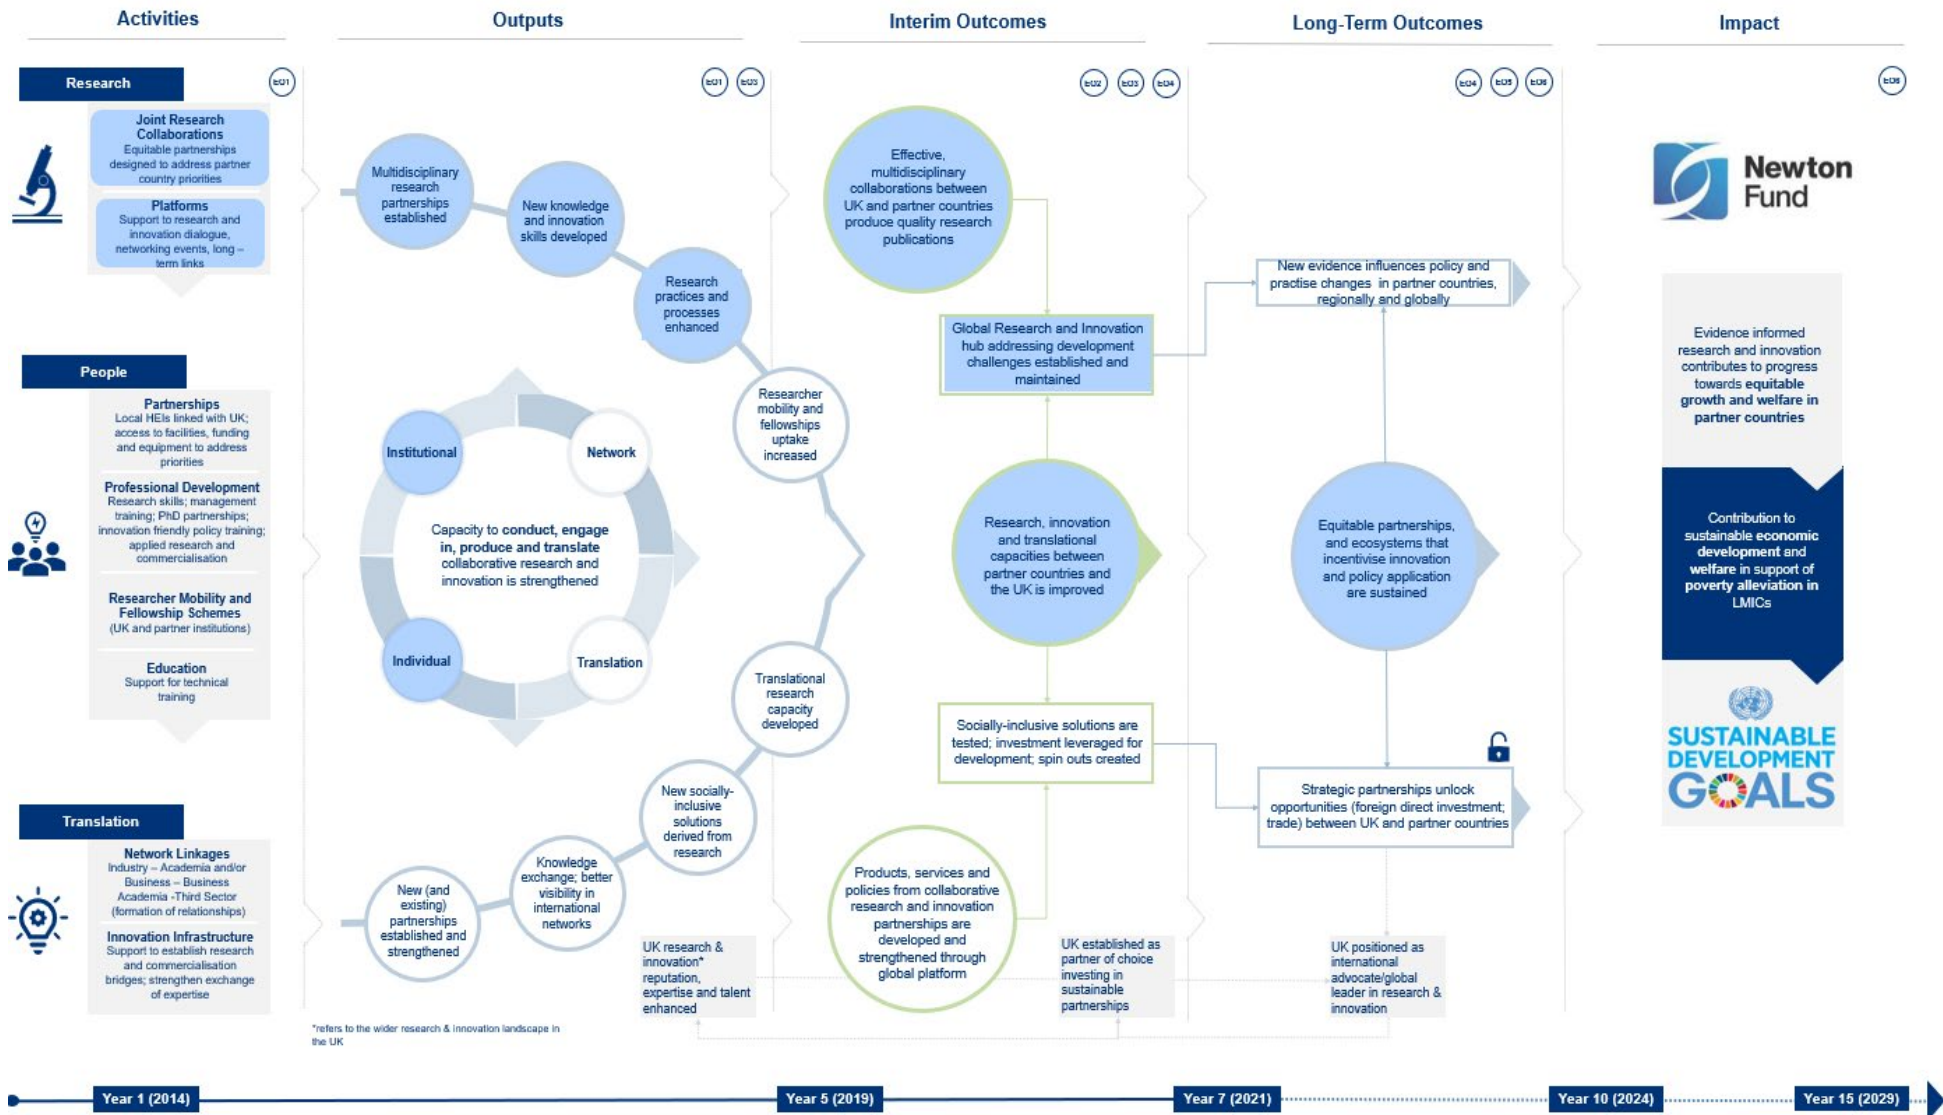 Activities
Outputs
Interim Outcomes
Long-Term Outcomes
Impact
EQ1
EQ1
EQ3
EQ2
EQ3
EQ4
EQ4
EQ5
EQ6
EQ6
Research
Joint Research
Collaborations
Equitable partnerships
designed to address partner
country priorities
Platforms
Support to research and
innovation dialogue,
networking events, long –
term links
People
Partnerships
Local HEIs linked with UK;
access to facilities, funding
and equipment to address
priorities
Professional Development
Research skills; management
training; PhD partnerships;
innovation friendly policy training;
applied research and
commercialisation
Researcher Mobility and
Fellowship Schemes
(UK and partner institutions)
Education
Support for technical
training
Translation
Network Linkages
Industry – Academia and/or
Business – Business
Academia -Third Sector
(formation of relationships)
Innovation Infrastructure
Support to establish research
and commercialisation
bridges; strengthen exchange
of expertise
Multidisciplinary
research
partnerships
established
New knowledge
and innovation
skills developed
Research
practices and
processes
enhanced
Researcher
mobility and
fellowships
uptake
increased
Institutional
Network
Capacity to conduct, engage
in, produce and translate
collaborative research and
innovation is strengthened
Individual
Translation
Translational
research
capacity
developed
New socially-
inclusive
solutions
derived from
research
Knowledge
exchange; better
visibility in
international
networks
New (and
existing)
partnerships
established and
strengthened
UK research &
innovation*
reputation,
expertise and talent
enhanced
*refers to the wider research & innovation landscape in
the UK
Effective,
multidisciplinary
collaborations between
UK and partner countries
produce quality research
publications
Global Research and Innovation
hub addressing development
challenges established and
maintained
Research, innovation
and translational
capacities between
partner countries and
the UK is improved
Socially-inclusive solutions are
tested; investment leveraged for
development; spin outs created
Products, services and
policies from collaborative
research and innovation
partnerships are
developed and
strengthened through
global platform
UK established as
partner of choice
investing in
sustainable
partnerships
New evidence influences policy and
practise changes in partner countries,
regionally and globally
Equitable partnerships,
and ecosystems that
incentivise innovation
and policy application
are sustained
Strategic partnerships unlock
opportunities (foreign direct investment;
trade) between UK and partner countries
UK positioned as
international
advocate/global
leader in research &
innovation
Newton
Fund
Evidence informed
research and innovation
contributes to progress
towards equitable
growth and welfare in
partner countries
Contribution to
sustainable economic
development and
welfare in support of
poverty alleviation in
LMICs
SUSTAINABLE
DEVELOPMENT
GOALS
Year 1 (2014)
Year 5 (2019)
Year 7 (2021)
Year 10 (2024)
Year 15 (2029)